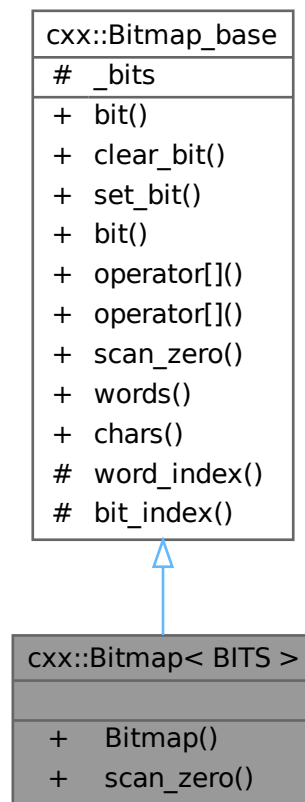 cxx::Bitmap_base
# _bits
+ bit()
+ clear_bit()
+ set_bit()
+ bit()
+ operator[]()
+ operator[]()
+ scan_zero()
+ words()
+ chars()
# word_index()
# bit_index()
cxx::Bitmap< BITS >
+ Bitmap()
+ scan_zero()